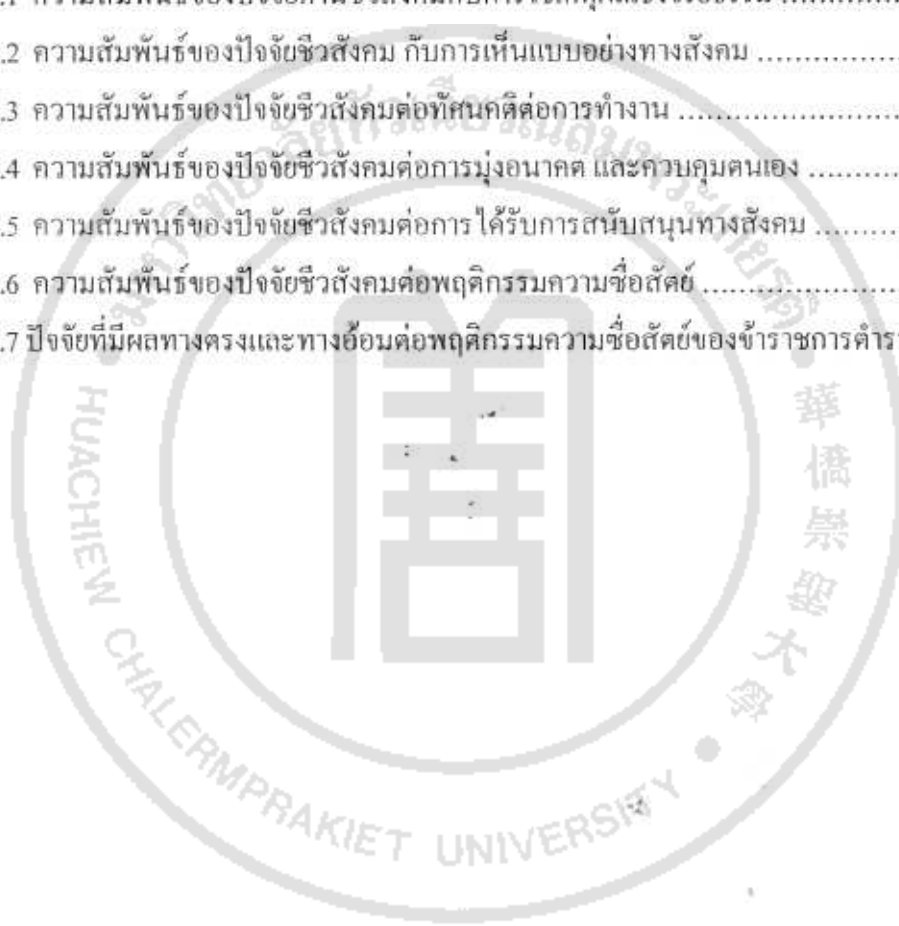 .2 ความสัมพันธ์ของปัจจัยชีวสังคม กับการเห็นแบบอย่างทางสังคม ..................
.3 ความสัมพันธ์ของปัจจัยชีวสังคมต่อทัศนคติต่อการทำงาน ..........................
.4 ความสัมพันธ์ของปัจจัยชีวสังคมต่อการมุ่งอนาคต และควบคุมตนเอง ............
.5 ความสัมพันธ์ของปัจจัยชีวสังคมต่อการได้รับการสนับสนุนทางสังคม ...........
.6 ความสัมพันธ์ของปัจจัยชีวสังคมต่อพฤติกรรมความซื่อสัตย์ .......................
.7 ปัจจัยที่มีผลทางตรงและทางอ้อมต่อพฤติกรรมความซื่อสัตย์ของข้าราชการตำรว
HUACHIEW CHALERMPRAKIET UNIVERSITY
華僑崇聖大學